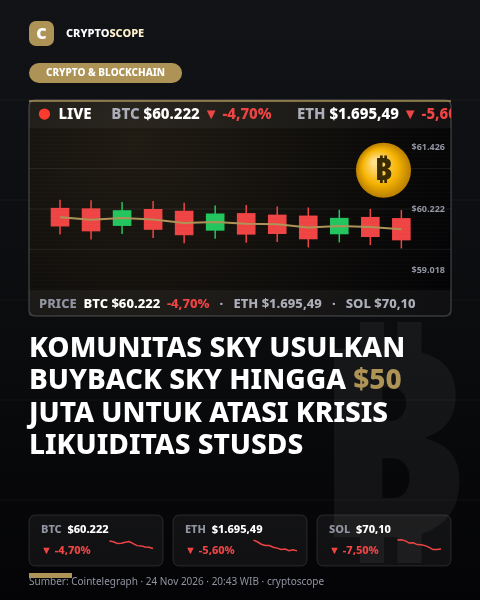 C CRYPTOSCOPE
CRYPTO & BLOCKCHAIN
LIVE BTC $60.222 ▼ -4,70% ETH $1.695,49 ▼ -5,60
$61.426
$60.222
$59.018
PRICE BTC $60.222 -4,70% · ETH $1.695,49 · SOL $70,10
KOMUNITAS SKY USULKAN
BUYBACK SKY HINGGA $50
JUTA UNTUK ATASI KRISIS
LIKUIDITAS STUSDS
BTC $60.222
▼ -4,70%
ETH $1.695,49
▼ -5,60%
SOL $70,10
▼ -7,50%
Sumber: Cointelegraph · 24 Nov 2026 · 20:43 WIB · cryptoscope